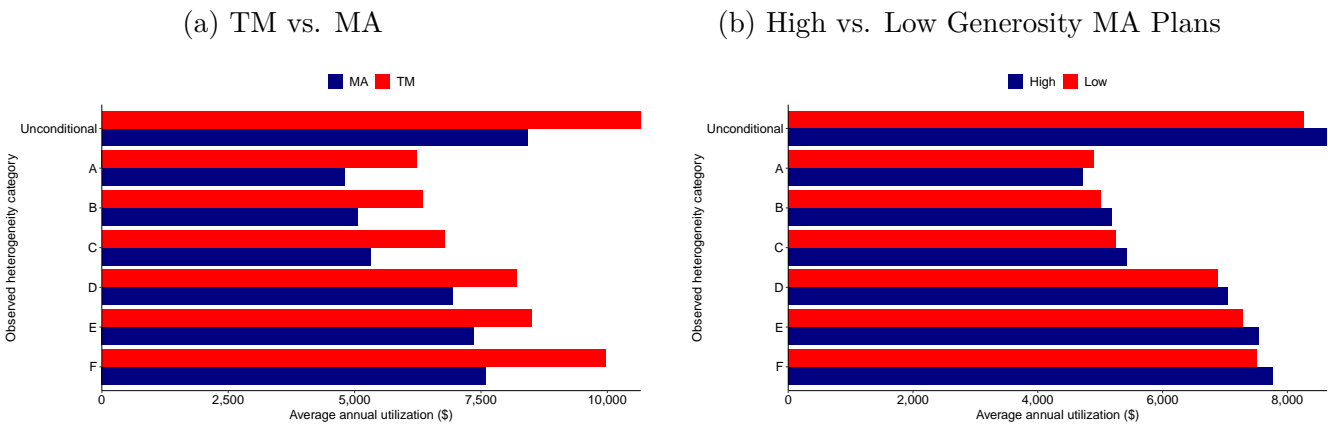 (a) TM vs. MA
MA TM
Observed heterogeneity category
Unconditional
A
B
C
D
E
F
0 2,500 5,000 7,500 10,000
Average annual utilization ($)
(b) High vs. Low Generosity MA Plans
High Low
Observed heterogeneity category
Unconditional
A
B
C
D
E
F
0 2,000 4,000 6,000 8,000
Average annual utilization ($)